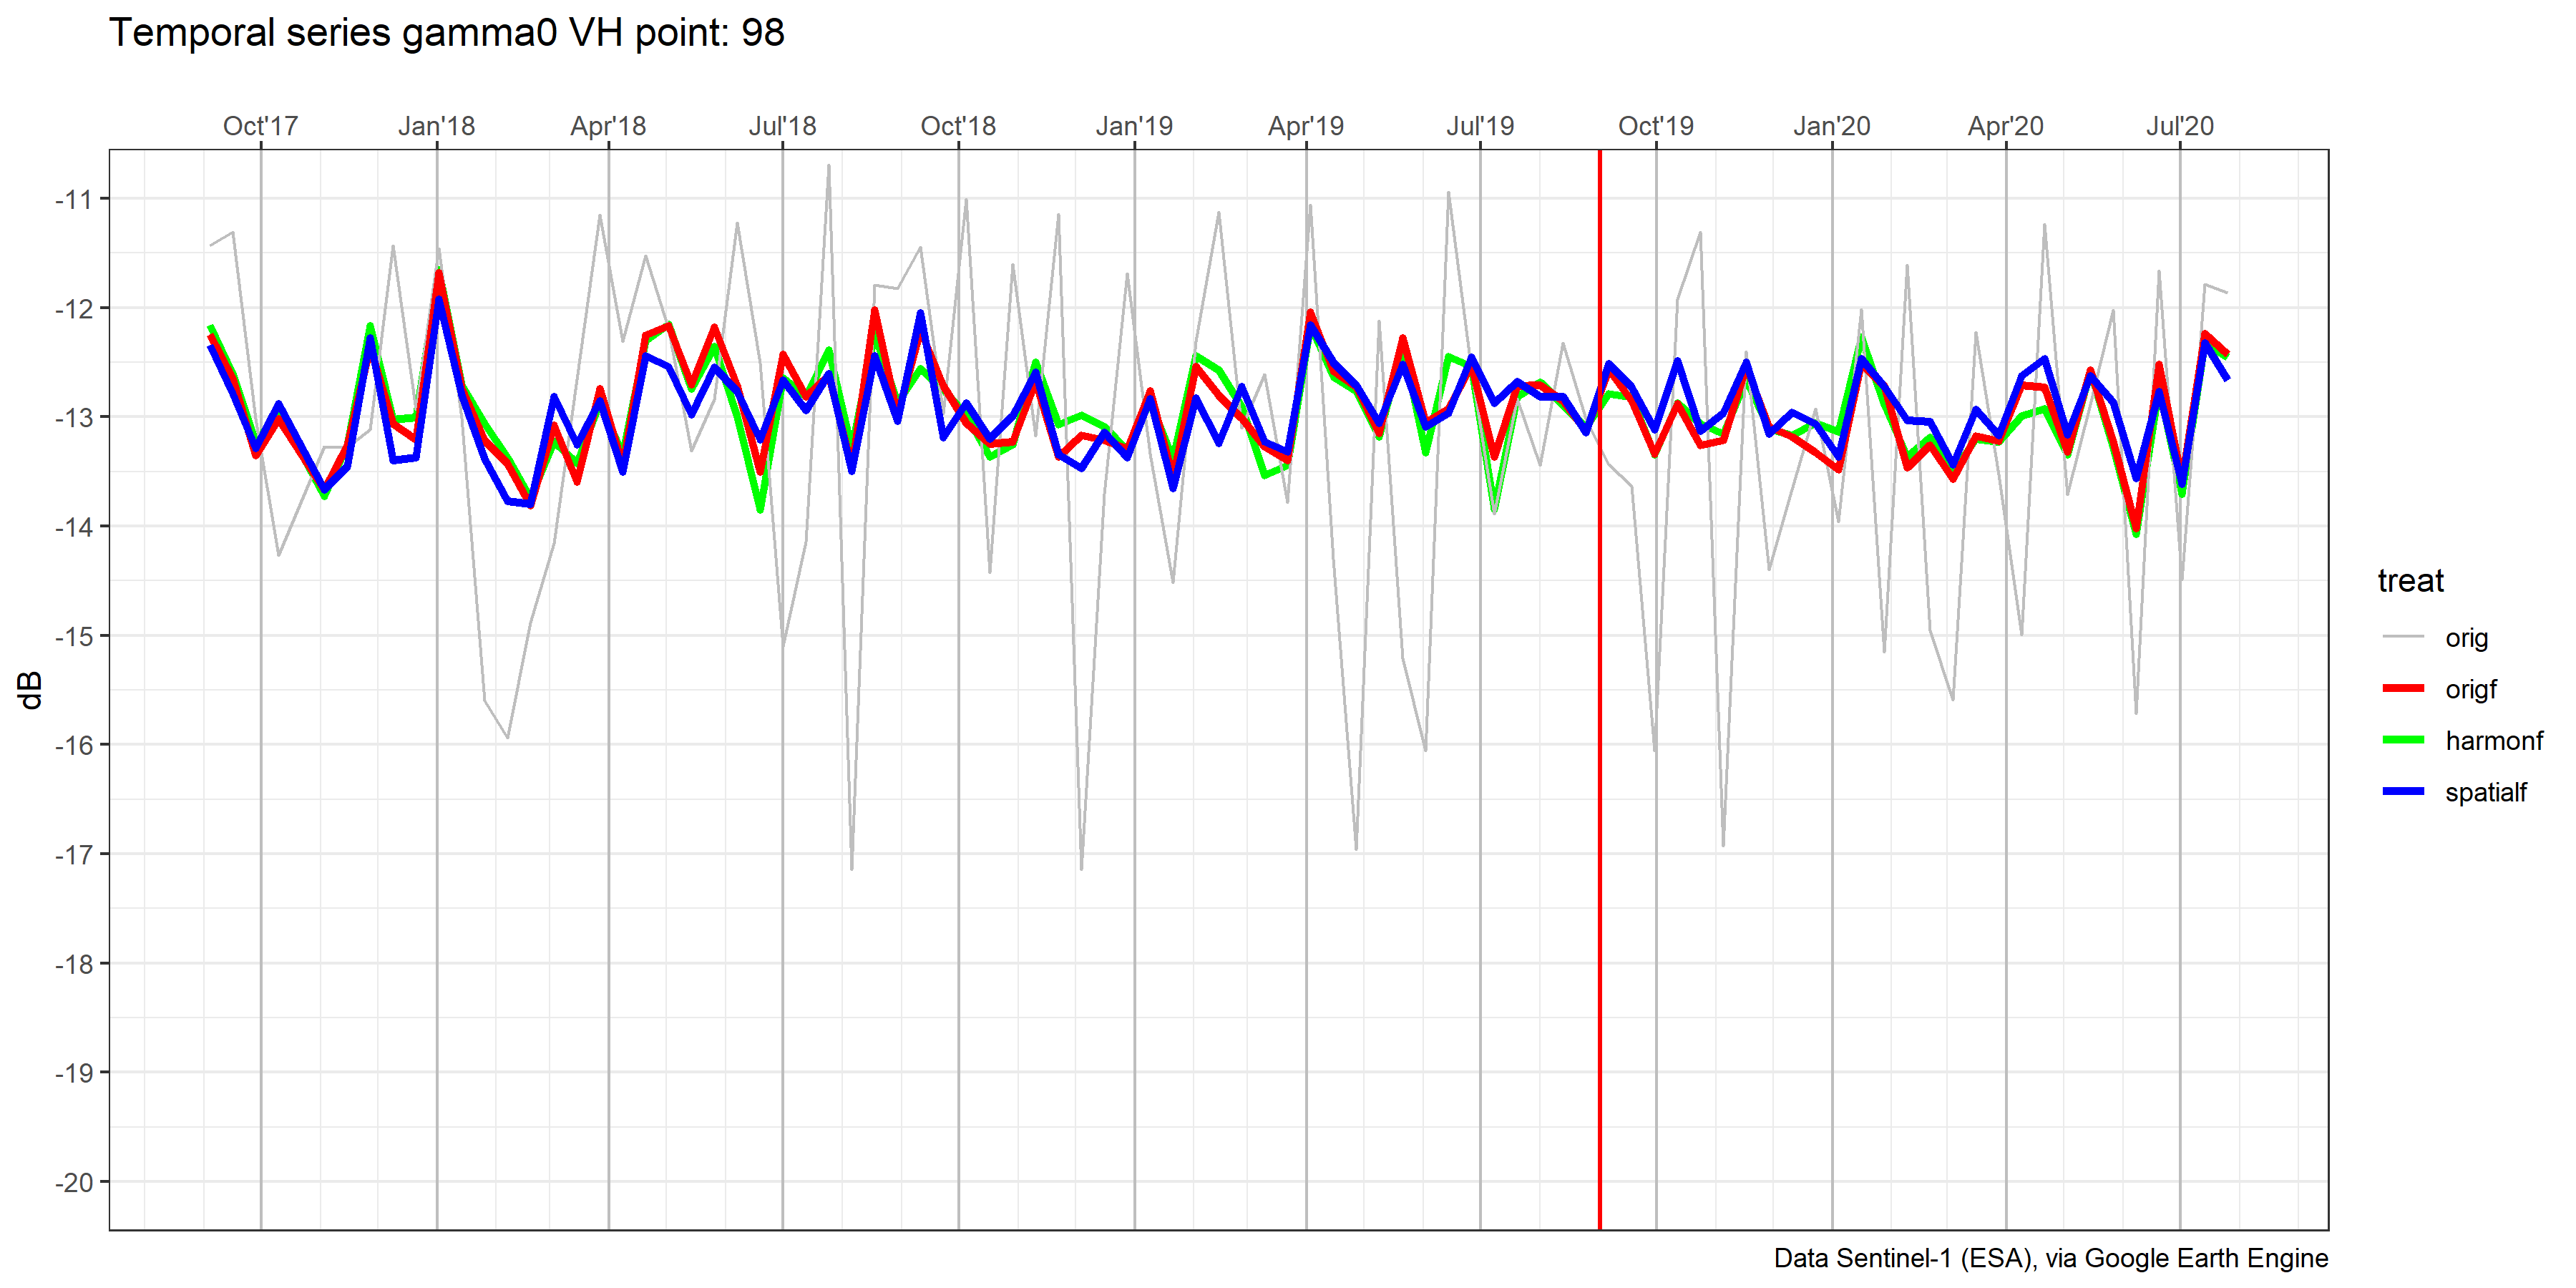 Temporal series gamma0 VH point: 98
Oct'17 Jan'18 Apr'18 Jul'18 Oct'18 Jan'19 Apr'19 Jul'19 Oct'19 Jan'20 Apr'20 Jul'20
-11
-12
-13
-14
-15
-16
-17
-18
-19
-20
dB
treat
orig
origf
harmonf
spatialf
Data Sentinel-1 (ESA), via Google Earth Engine